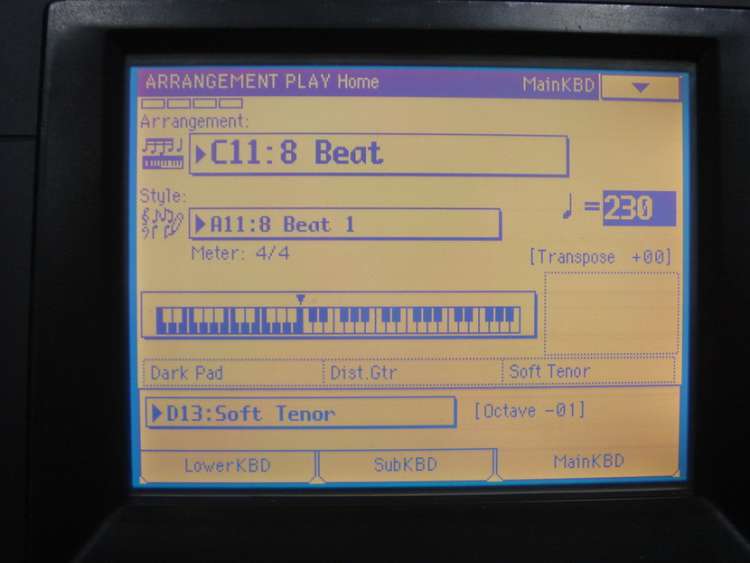 ARRANGEMENT PLAY Home MainKBD
Arrangement:
C11:8 Beat
Style:
A11:8 Beat 1
♩=230
Meter: 4/4
[Transpose +00]
Dark Pad Dist.Gtr Soft Tenor
D13:Soft Tenor [Octave -01]
LowerKBD SubKBD MainKBD